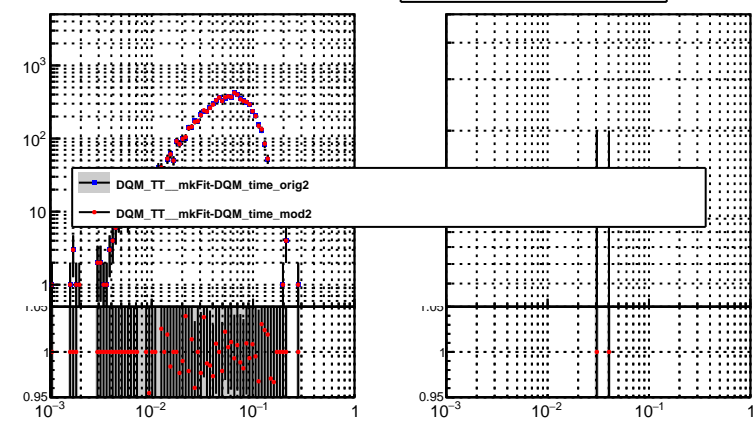 10³
10²
DQM_TT__mkFit-DQM_time_orig2
DQM_TT__mkFit-DQM_time_mod2
10
1
1.05 1.05
1 1
0.95 0.95
10⁻³ 10⁻² 10⁻¹ 1 10⁻³ 10⁻² 10⁻¹ 1